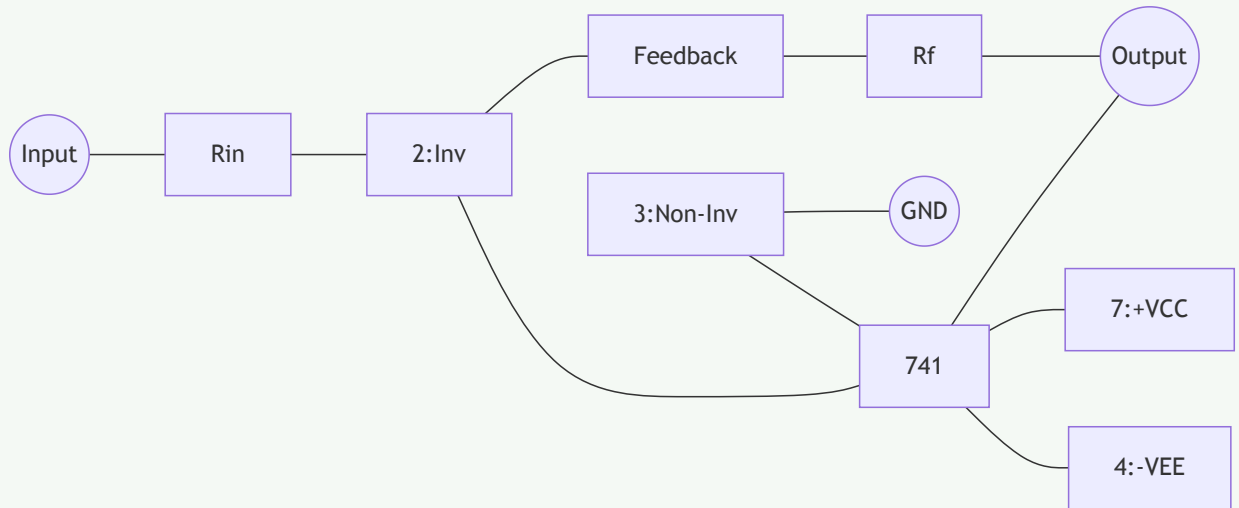 Input
Rin
2:Inv
Feedback
Rf
Output
3:Non-Inv
GND
741
7:+VCC
4:-VEE